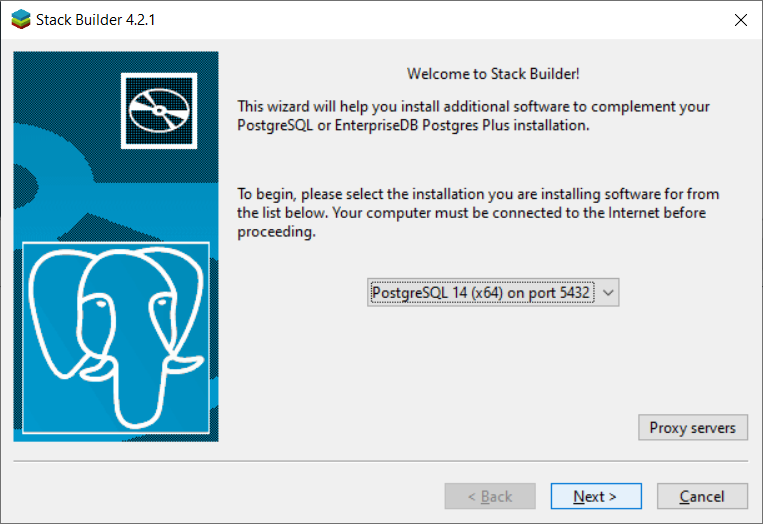 Stack Builder 4.2.1
Welcome to Stack Builder!
This wizard will help you install additional software to complement your
PostgreSQL or EnterpriseDB Postgres Plus installation.
To begin, please select the installation you are installing software for from
the list below. Your computer must be connected to the Internet before
proceeding.
PostgreSQL 14 (x64) on port 5432
Proxy servers
< Back
Next >
Cancel